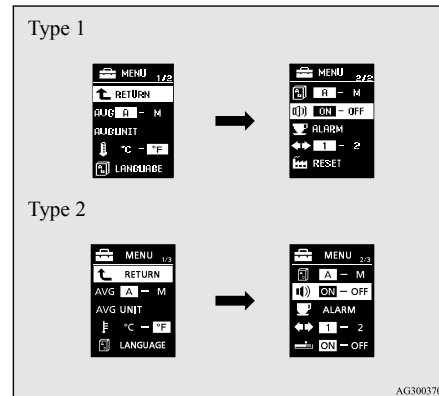 Type 1
MENU 1/2
RETURN
AVG A - M
AVG UNIT
°C - °F
LANGUAGE
MENU 2/2
A - M
ON - OFF
ALARM
1 - 2
RESET
Type 2
MENU 1/3
RETURN
AVG A - M
AVG UNIT
°C - °F
LANGUAGE
MENU 2/3
A - M
ON - OFF
ALARM
1 - 2
ON - OFF
AG300370